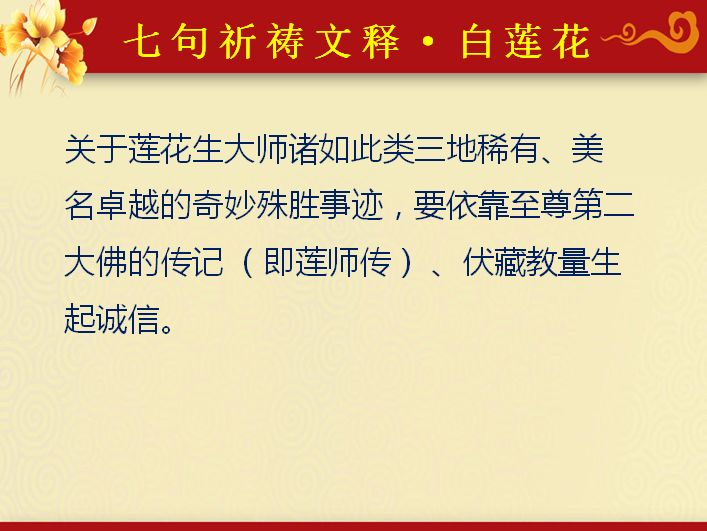 七句祈祷文释·白莲花
关于莲花生大师诸如此类三地稀有、美
名卓越的奇妙殊胜事迹，要依靠至尊第二
大佛的传记（即莲师传）、伏藏教量生
起诚信。